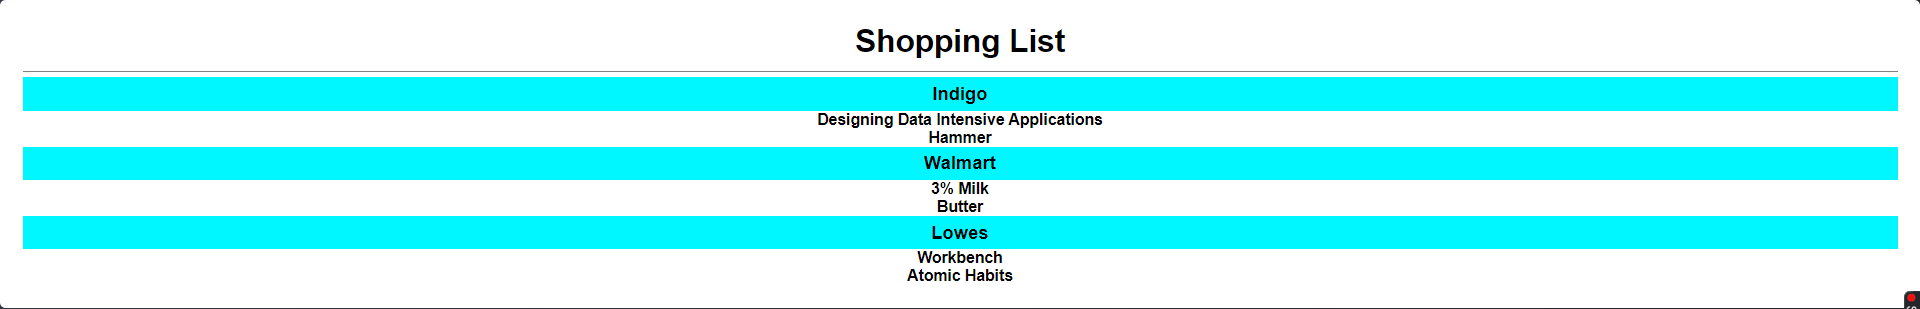 Shopping List
Indigo
Designing Data Intensive Applications
Hammer
Walmart
3% Milk
Butter
Lowes
Workbench
Atomic Habits